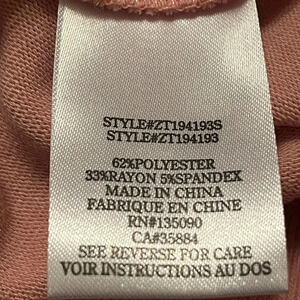 STYLE#ZT194193S
STYLE#ZT194193
62%POLYESTER
33%RAYON 5%SPANDEX
MADE IN CHINA
FABRIQUE EN CHINE
RN#135090
CA#35884
SEE REVERSE FOR CARE
VOIR INSTRUCTIONS AU DOS